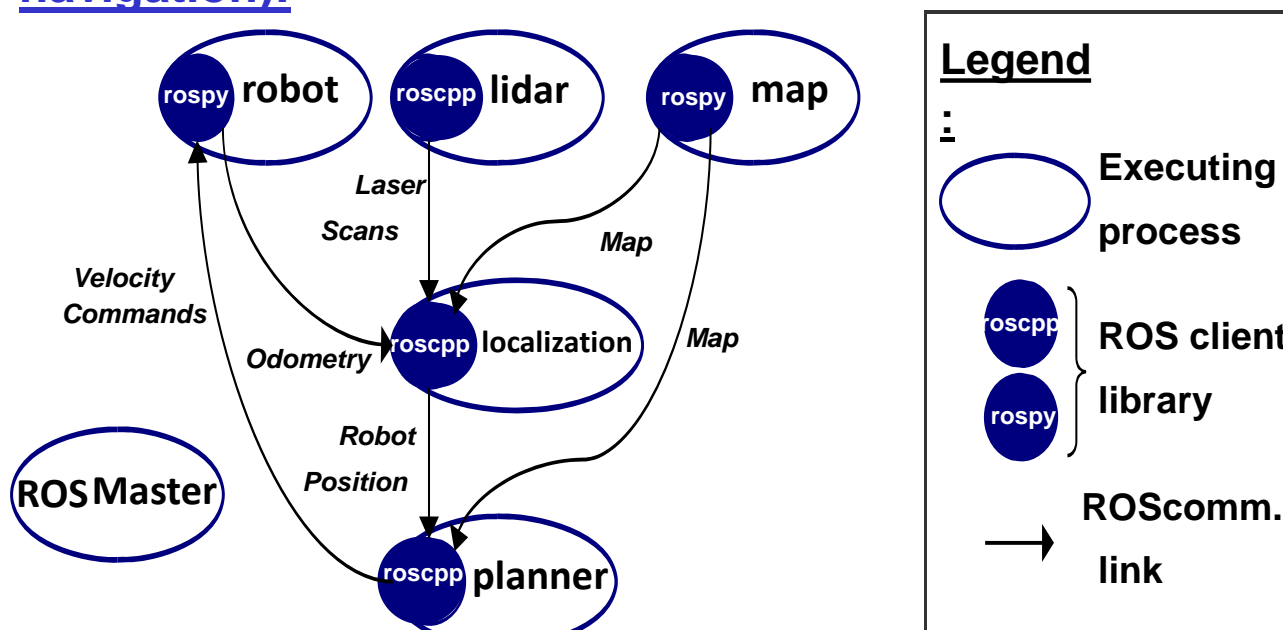 navigation):
rospy robot
roscpp lidar
rospy map
Laser
Scans
Map
Velocity
Commands
Odometry
roscpp localization
Map
Robot
Position
ROS Master
roscpp planner
Legend
:
Executing
process
roscpp
rospy
ROS client
library
ROScomm.
link